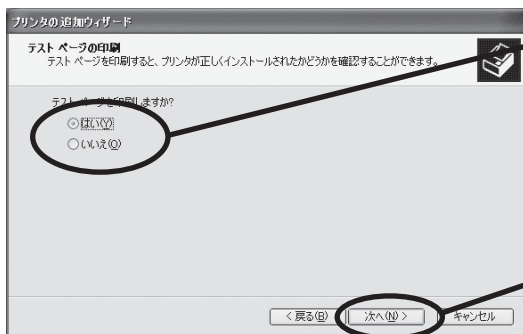 プリンタの追加ウィザード
テスト ページの印刷
テスト ページを印刷すると、プリンタが正しくインストールされたかどうかを確認することができます。
テスト ページを印刷しますか?
はい(Y)
いいえ(O)
< 戻る(B)
次へ(N) >
キャンセル